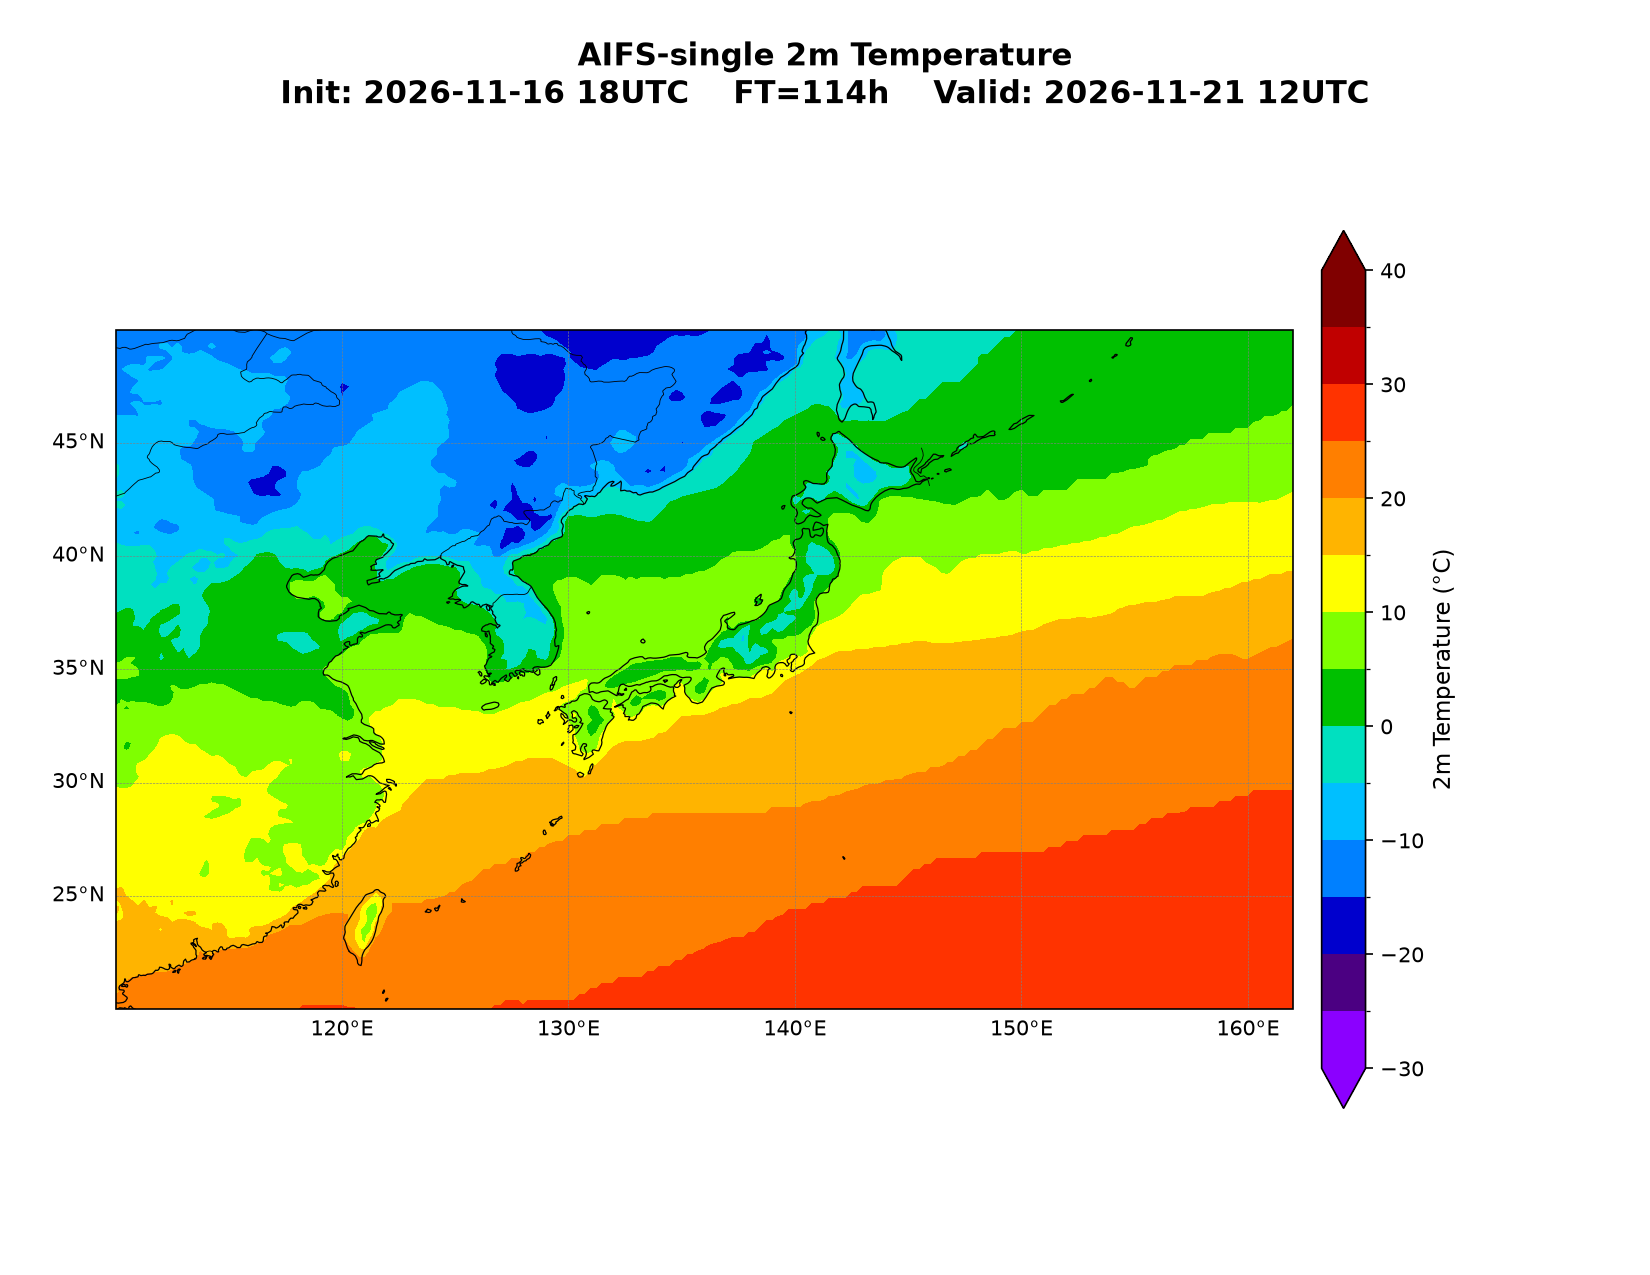 AIFS-single 2m Temperature
Init: 2026-11-16 18UTC    FT=114h    Valid: 2026-11-21 12UTC
45°N
40°N
35°N
30°N
25°N
120°E
130°E
140°E
150°E
160°E
40
30
20
10
0
−10
−20
−30
2m Temperature (°C)